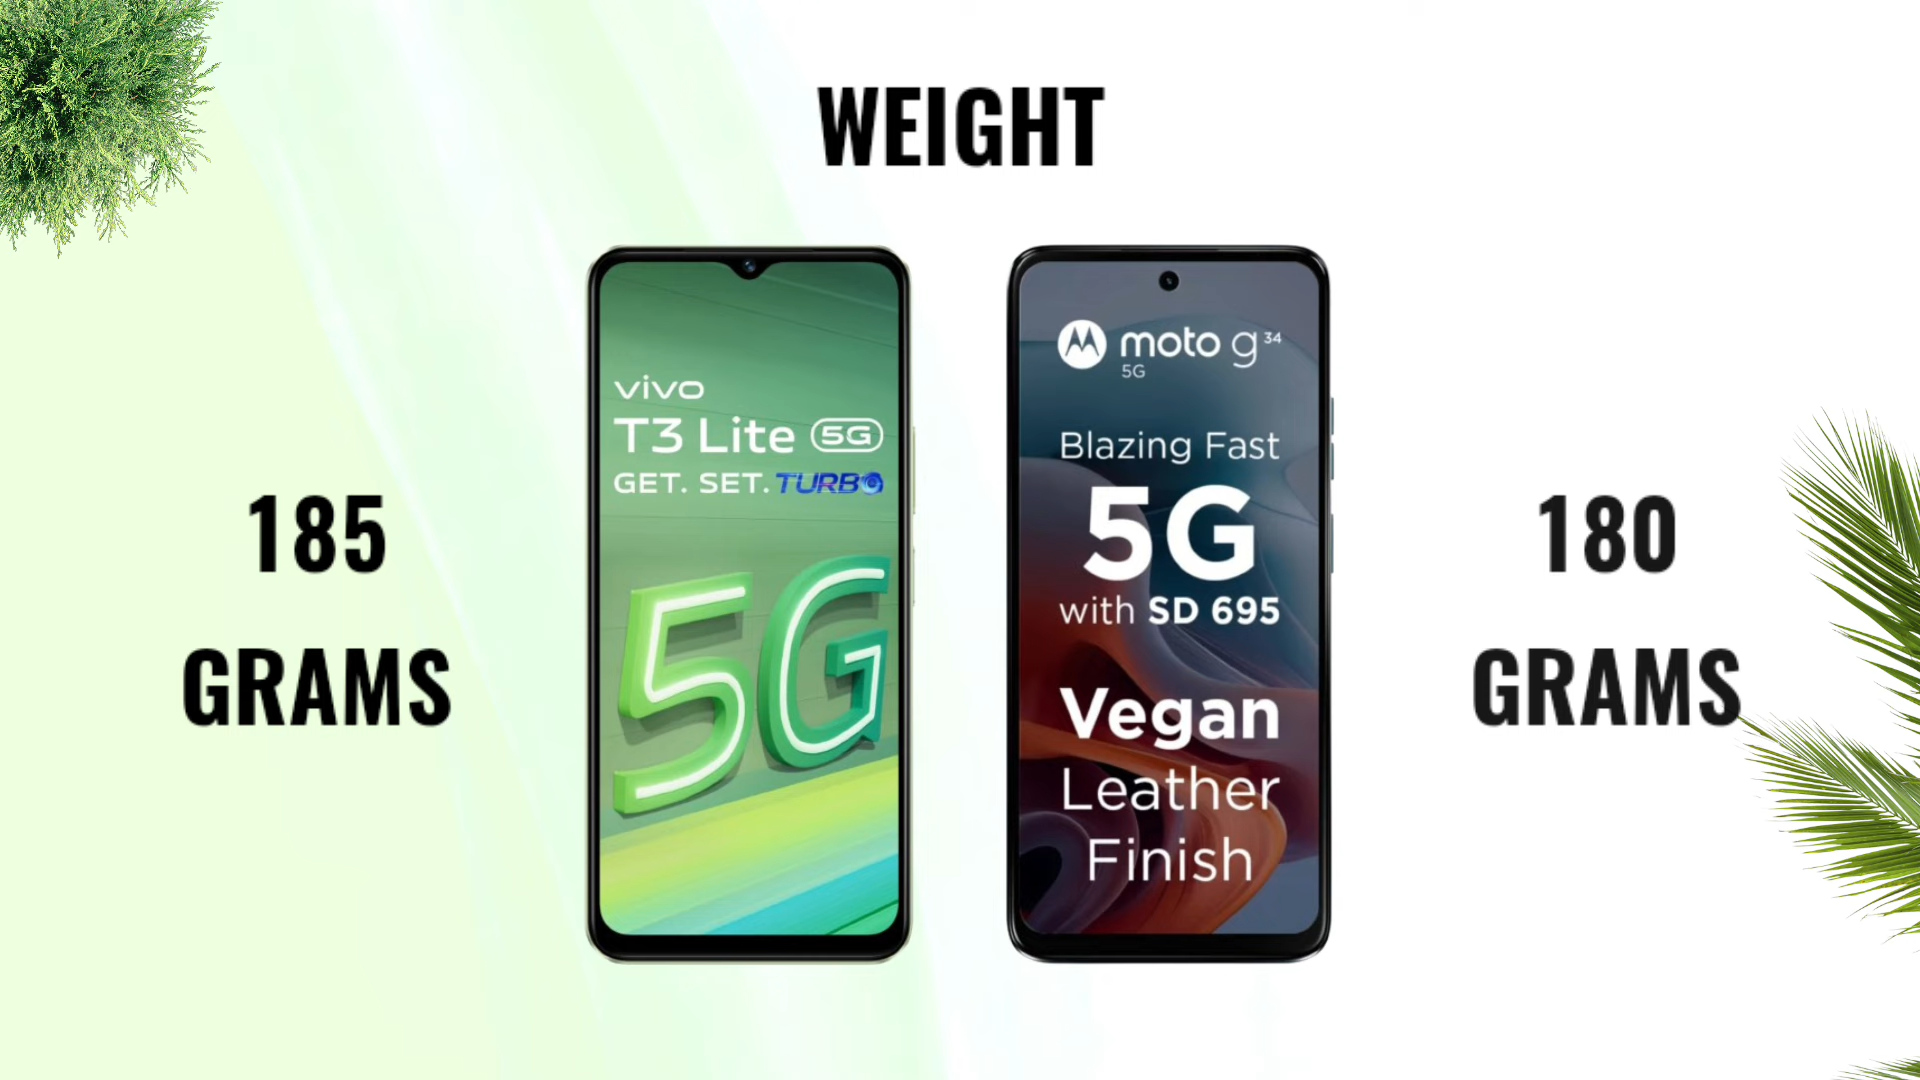 WEIGHT
185
GRAMS
vivo
T3 Lite 5G
GET. SET. TURBO
5G
moto g 34
5G
Blazing Fast
5G
with SD 695
Vegan
Leather
Finish
180
GRAMS